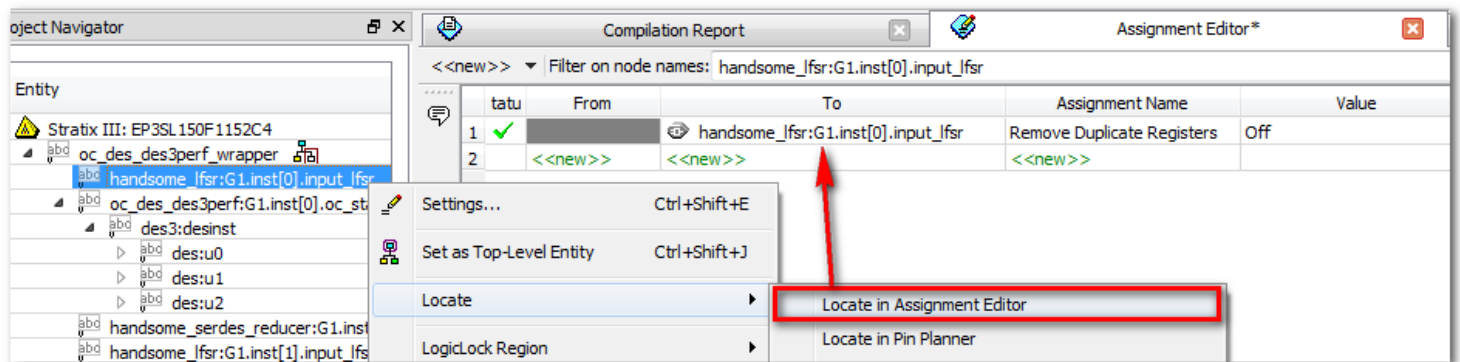 oject Navigator
Compilation Report
Assignment Editor*
<<new>> Filter on node names: handsome_lfsr:G1.inst[0].input_lfsr
Entity
tatu From To Assignment Name Value
Stratix III: EP3SL150F1152C4
1 handsome_lfsr:G1.inst[0].input_lfsr Remove Duplicate Registers Off
oc_des_des3perf_wrapper
2 <<new>> <<new>> <<new>>
handsome_lfsr:G1.inst[0].input_lfsr
oc_des_des3perf:G1.inst[0].oc_st
Settings... Ctrl+Shift+E
des3:desinst
des:u0
Set as Top-Level Entity Ctrl+Shift+J
des:u1
des:u2
Locate
Locate in Assignment Editor
handsome_serdes_reducer:G1.inst
Locate in Pin Planner
handsome_lfsr:G1.inst[1].input_lfs
LogicLock Region